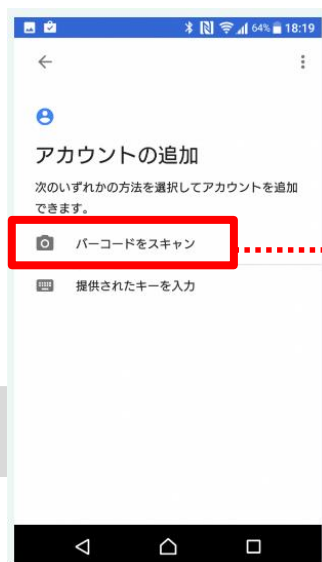 64% 18:19
アカウントの追加
次のいずれかの方法を選択してアカウントを追加
できます。
バーコードをスキャン
提供されたキーを入力